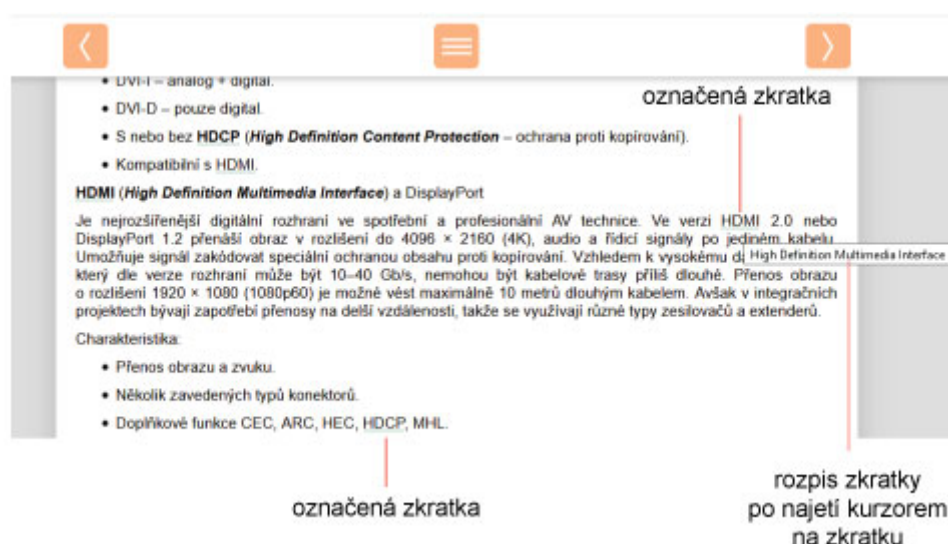 • DVI-I – analog + digital.
označená zkratka
• DVI-D – pouze digital.
• S nebo bez HDCP (High Definition Content Protection – ochrana proti kopírování).
• Kompatibilní s HDMI.
HDMI (High Definition Multimedia Interface) a DisplayPort
Je nejrozšířenější digitální rozhraní ve spotřební a profesionální AV technice. Ve verzi HDMI 2.0 nebo
DisplayPort 1.2 přenáší obraz v rozlišení do 4096 × 2160 (4K), audio a řídicí signály po jediném kabelu.
Umožňuje signál zakódovat speciální ochranou obsahu proti kopírování. Vzhledem k vysokému
High Definition Multimedia Interface
který dle verze rozhraní může být 10–40 Gb/s, nemohou být kabelové trasy příliš dlouhé. Přenos obrazu
o rozlišení 1920 × 1080 (1080p60) je možné vést maximálně 10 metrů dlouhým kabelem. Avšak v integračních
projektech bývají zapotřebí přenosy na delší vzdálenosti, takže se využívají různé typy zesilovačů a extenderů.
Charakteristika:
• Přenos obrazu a zvuku.
• Několik zavedených typů konektorů.
• Doplňkové funkce CEC, ARC, HEC, HDCP, MHL.
označená zkratka
rozpis zkratky
po najetí kurzorem
na zkratku